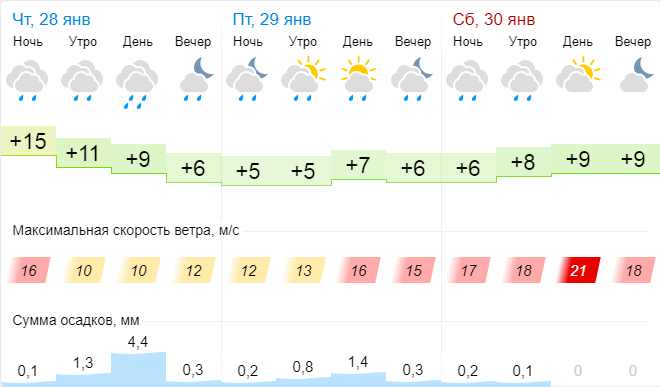 Чт, 28 янв Пт, 29 янв Сб, 30 янв
Ночь Утро День Вечер Ночь Утро День Вечер Ночь Утро День Вечер
+15 +11 +9 +6 +5 +5 +7 +6 +6 +8 +9 +9
Максимальная скорость ветра, м/с
16 10 10 12 12 13 16 15 17 18 21 18
Сумма осадков, мм
0,1 1,3 4,4 0,3 0,2 0,8 1,4 0,3 0,2 0,1 0 0